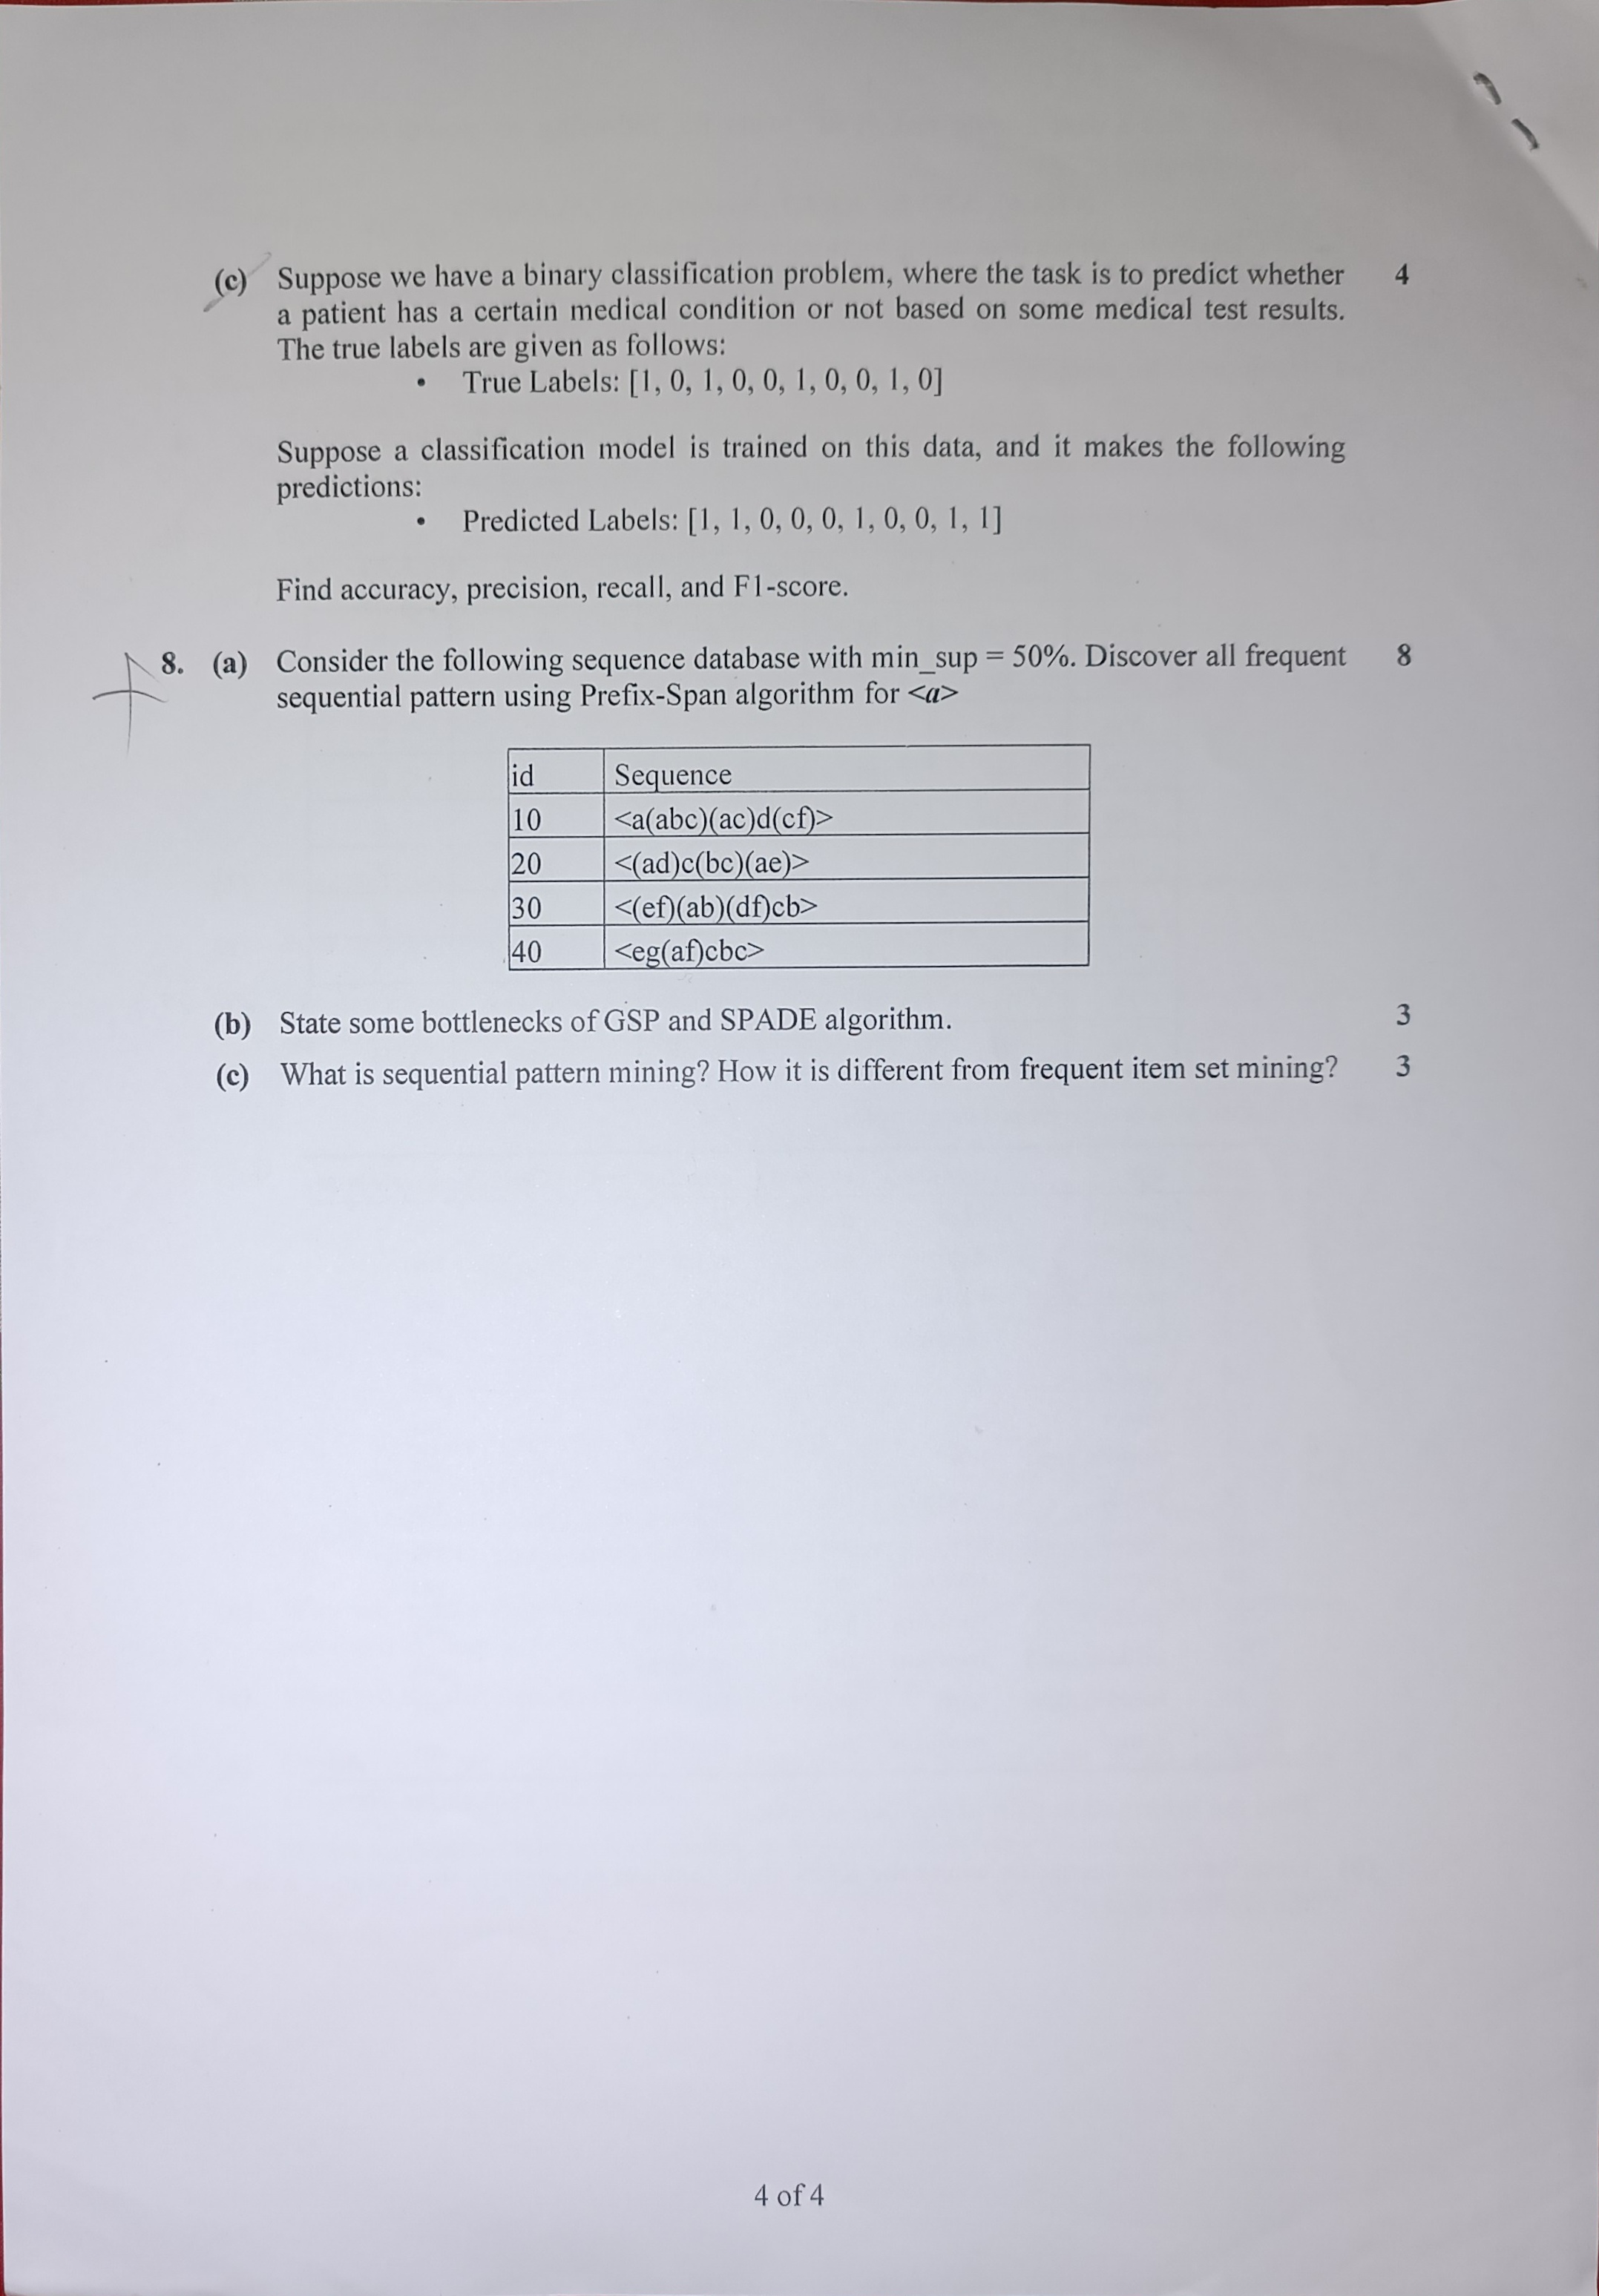 (c) Suppose we have a binary classification problem, where the task is to predict whether 4
a patient has a certain medical condition or not based on some medical test results.
The true labels are given as follows:
• True Labels: [1, 0, 1, 0, 0, 1, 0, 0, 1, 0]
Suppose a classification model is trained on this data, and it makes the following
predictions:
• Predicted Labels: [1, 1, 0, 0, 0, 1, 0, 0, 1, 1]
Find accuracy, precision, recall, and F1-score.
8. (a) Consider the following sequence database with min_sup = 50%. Discover all frequent 8
sequential pattern using Prefix-Span algorithm for <a>
id Sequence
10 <a(abc)(ac)d(cf)>
20 <(ad)c(bc)(ae)>
30 <(ef)(ab)(df)cb>
40 <eg(af)cbc>
(b) State some bottlenecks of GSP and SPADE algorithm. 3
(c) What is sequential pattern mining? How it is different from frequent item set mining? 3
4 of 4